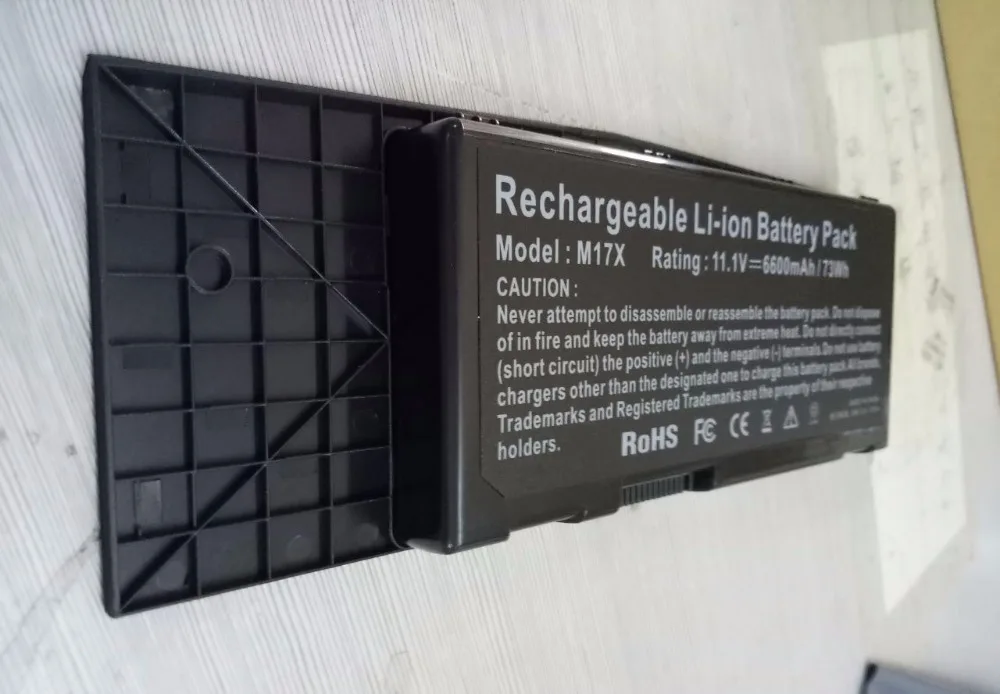 Rechargeable Li-ion Battery Pack
Model : M17X Rating : 11.1V⎓6600mAh / 73Wh
CAUTION :
Never attempt to disassemble or reassemble the battery pack. Do not dispose
of in fire and keep the battery away from extreme heat. Do not directly connect
(short circuit) the positive (+) and the negative (-) terminals. Do not use battery
chargers other than the designated one to charge this battery pack. All brands,
Trademarks and Registered Trademarks are the property of their respective
holders.
RoHS FC CE